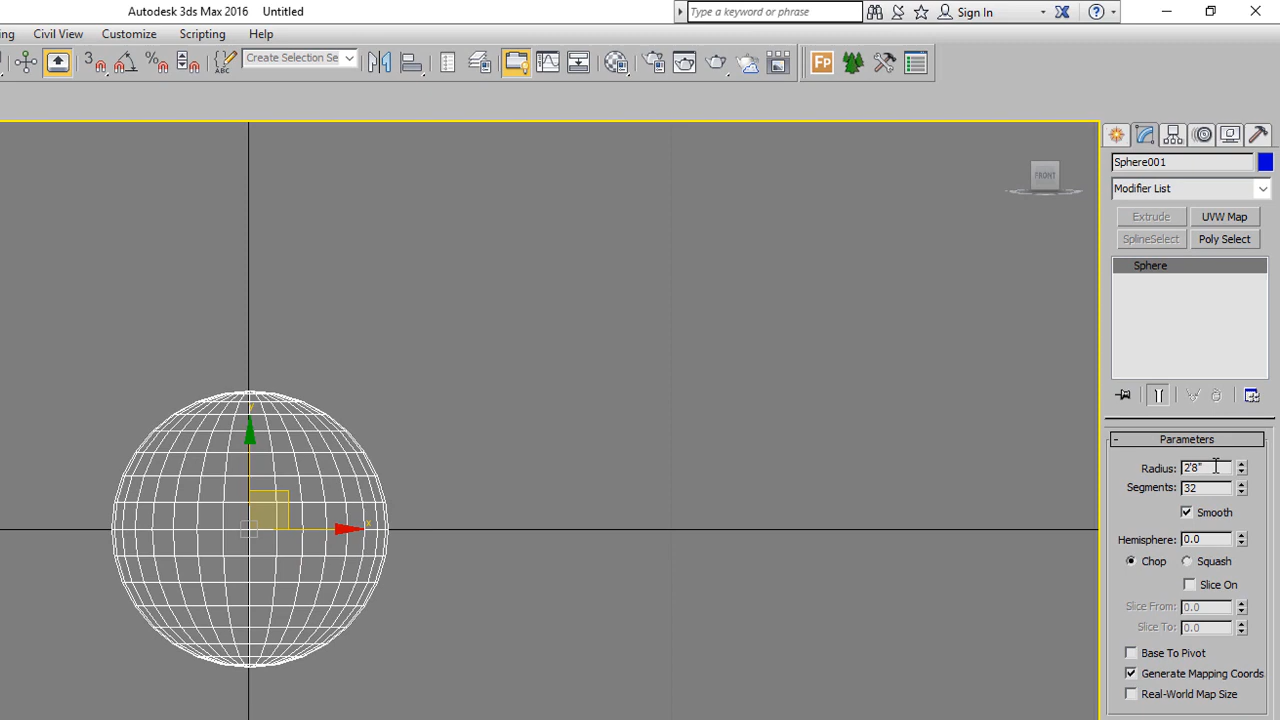 Autodesk 3ds Max 2016 Untitled
Type a keyword or phrase
Sign In
ng Civil View Customize Scripting Help
3
%
ABC
Create Selection Se
Fp
FRONT
y
x
Sphere001
Modifier List
Extrude UVW Map
SplineSelect Poly Select
Sphere
- Parameters
Radius: 2'8"
Segments: 32
Smooth
Hemisphere: 0.0
Chop Squash
Slice On
Slice From: 0.0
Slice To: 0.0
Base To Pivot
Generate Mapping Coords
Real-World Map Size